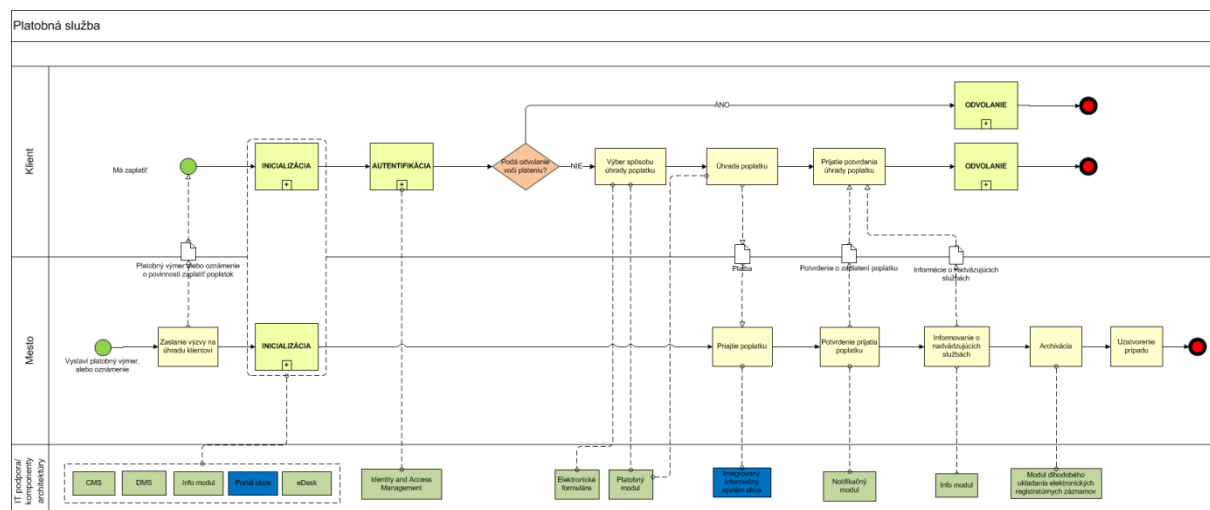 Platobná služba
Klient
Má zaplatiť
INICIALIZÁCIA
+
AUTENTIFIKÁCIA
+
Podá odvolanie
voči plateniu?
ÁNO
NIE
Výber spôsobu
úhrady poplatku
Úhrada poplatku
Prijatie potvrdenia
úhrady poplatku
ODVOLANIE
+
ODVOLANIE
+
Platobný výmer alebo oznámenie
o povinnosti zaplatiť poplatok
Platba
Potvrdenie o zaplatení poplatku
Informácie o nadväzujúcich
službách
Mesto
Vystaví platobný výmer,
alebo oznámenie
Zaslanie výzvy na
úhradu klientovi
INICIALIZÁCIA
+
Prijatie poplatku
Potvrdenie prijatia
poplatku
Informovanie o
nadvädzujúcich
službách
Archivácia
Uzatvorenie
prípadu
IT podpora/
komponenty
architektúry
CMS
DMS
Info modul
Portál obce
eDesk
Identity and Access
Management
Elektronické
formuláre
Platobný
modul
Integrovaný
informačný
systém obce
Notifikačný
modul
Info modul
Modul dlhodobého
ukladania elektronických
registratúrnych záznamov